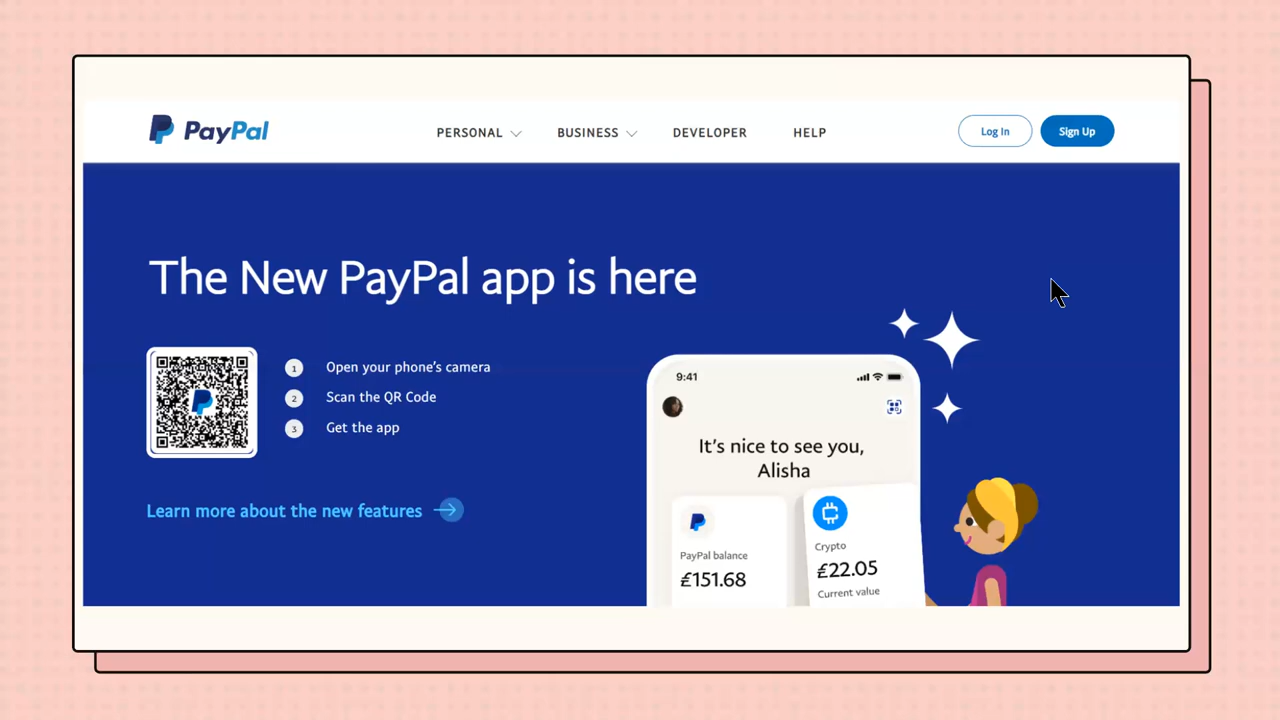 PayPal
PERSONAL
BUSINESS
DEVELOPER
HELP
Log In
Sign Up
The New PayPal app is here
1 Open your phone's camera
2 Scan the QR Code
3 Get the app
Learn more about the new features
9:41
It's nice to see you,
Alisha
PayPal balance
£151.68
Crypto
£22.05
Current value